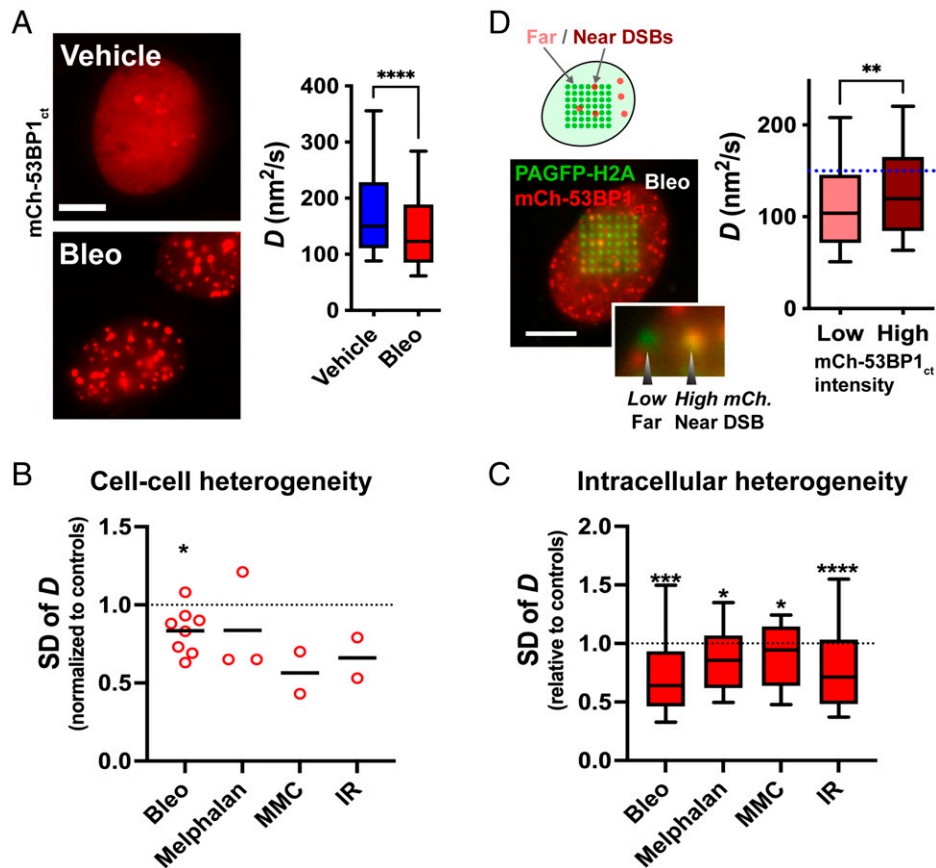 A
Vehicle
mCh-53BP1ct
Bleo
****
D (nm²/s)
400
300
200
100
0
Vehicle
Bleo
D
Far / Near DSBs
PAGFP-H2A
mCh-53BP1ct
Bleo
Low
High mCh.
Far
Near DSB
**
D (nm²/s)
200
100
0
Low
High
mCh-53BP1ct
intensity
B
Cell-cell heterogeneity
SD of D
(normalized to controls)
1.5
1.0
0.5
0.0
*
Bleo
Melphalan
MMC
IR
C
Intracellular heterogeneity
SD of D
(relative to controls)
2.0
1.5
1.0
0.5
0.0
***
*
*
****
Bleo
Melphalan
MMC
IR